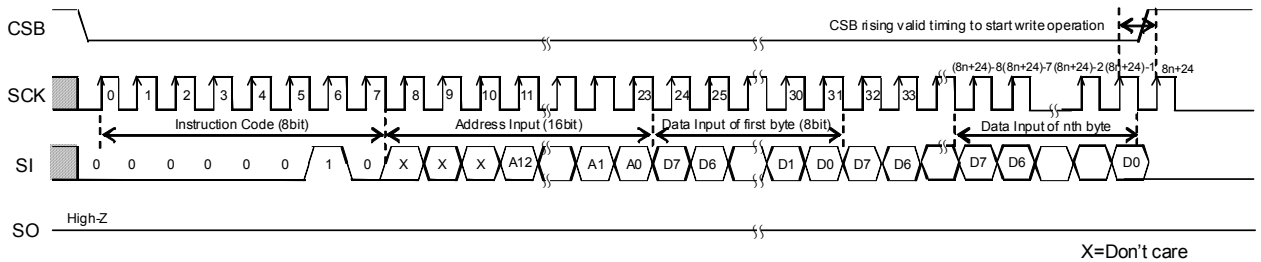 CSB
CSB rising valid timing to start write operation
(8n+24)-8(8n+24)-7(8n+24)-2(8n+24)-1 8n+24
SCK 0 1 2 3 4 5 6 7 8 9 10 11 23 24 25 30 31 32 33
Instruction Code (8bit) Address Input (16bit) Data Input of first byte (8bit) Data Input of nth byte
SI 0 0 0 0 0 0 1 0 X X X A12 A1 A0 D7 D6 D1 D0 D7 D6 D7 D6 D0
High-Z
SO
X=Don't care